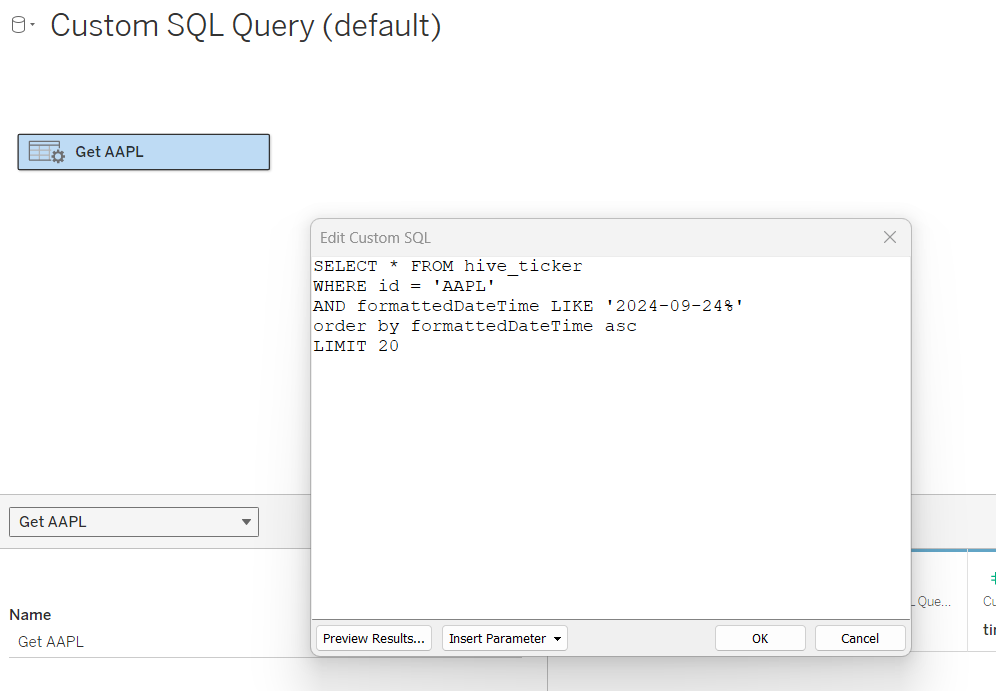 Custom SQL Query (default)
Get AAPL
Edit Custom SQL
SELECT * FROM hive_ticker
WHERE id = 'AAPL'
AND formattedDateTime LIKE '2024-09-24%'
order by formattedDateTime asc
LIMIT 20
Get AAPL
Name
Get AAPL
Que...
Preview Results...
Insert Parameter
OK
Cancel